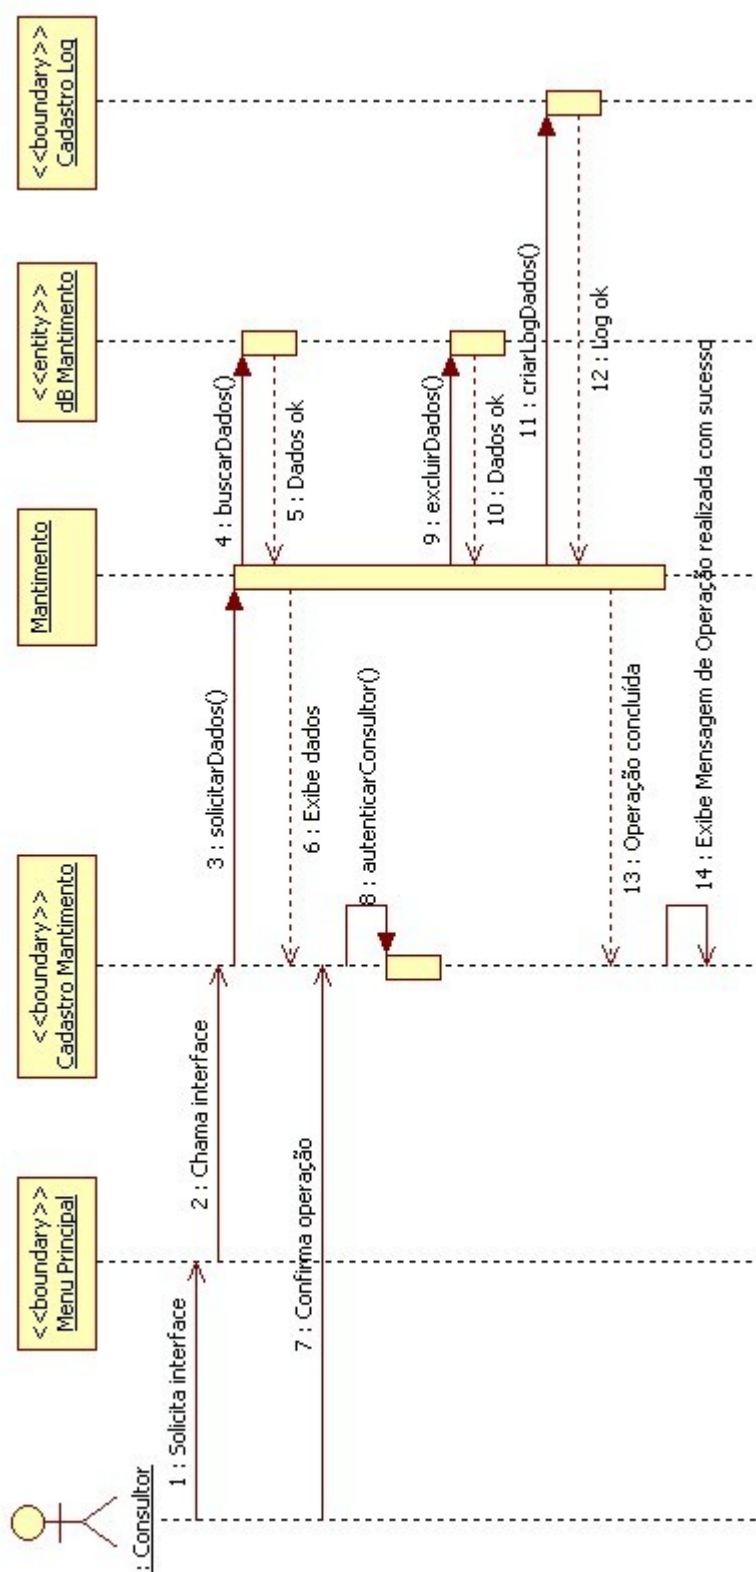 : Consultor
<<boundary>>
Menu Principal
<<boundary>>
Cadastro Mantimento
Mantimento
<<entity>>
dB Mantimento
<<boundary>>
Cadastro Log
1 : Solicita interface
2 : Chama interface
3 : solicitarDados()
4 : buscarDados()
5 : Dados ok
6 : Exibe dados
7 : Confirma operação
8 : autenticarConsultor()
9 : excluirDados()
10 : Dados ok
11 : criarLogDados()
12 : Log ok
13 : Operação concluída
14 : Exibe Mensagem de Operação realizada com sucesso